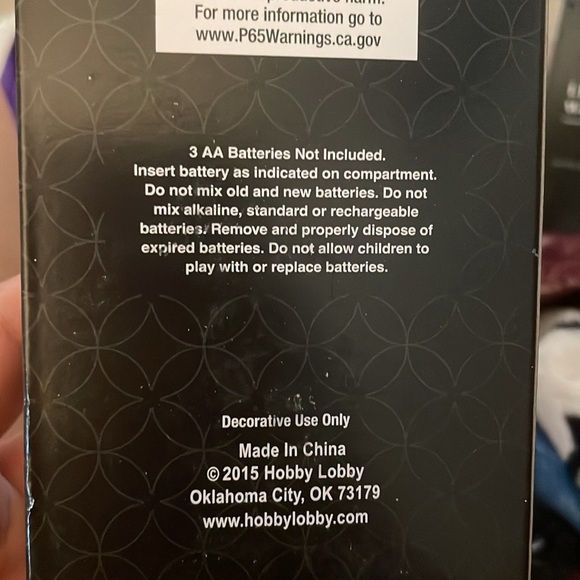 harm.
For more information go to
www.P65Warnings.ca.gov
3 AA Batteries Not Included.
Insert battery as indicated on compartment.
Do not mix old and new batteries. Do not
mix alkaline, standard or rechargeable
batteries. Remove and properly dispose of
expired batteries. Do not allow children to
play with or replace batteries.
Decorative Use Only
Made In China
© 2015 Hobby Lobby
Oklahoma City, OK 73179
www.hobbylobby.com